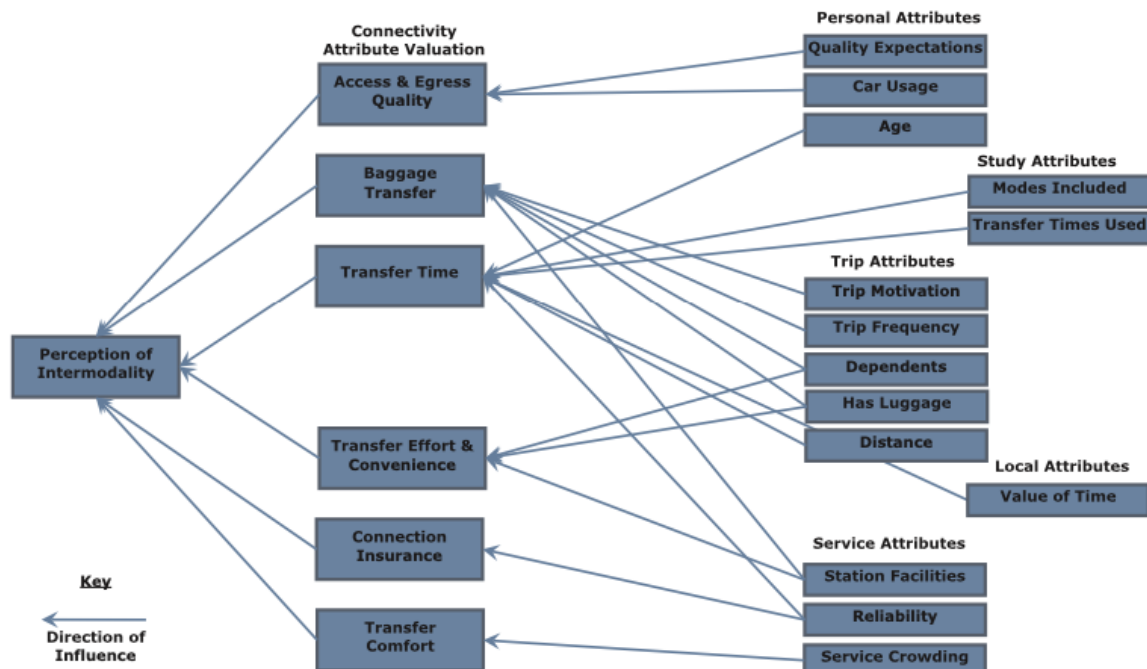 Connectivity
Attribute Valuation
Access & Egress
Quality
Baggage
Transfer
Transfer Time
Transfer Effort &
Convenience
Connection
Insurance
Transfer
Comfort
Perception of
Intermodality
Key
Direction of
Influence
Personal Attributes
Quality Expectations
Car Usage
Age
Study Attributes
Modes Included
Transfer Times Used
Trip Attributes
Trip Motivation
Trip Frequency
Dependents
Has Luggage
Distance
Local Attributes
Value of Time
Service Attributes
Station Facilities
Reliability
Service Crowding